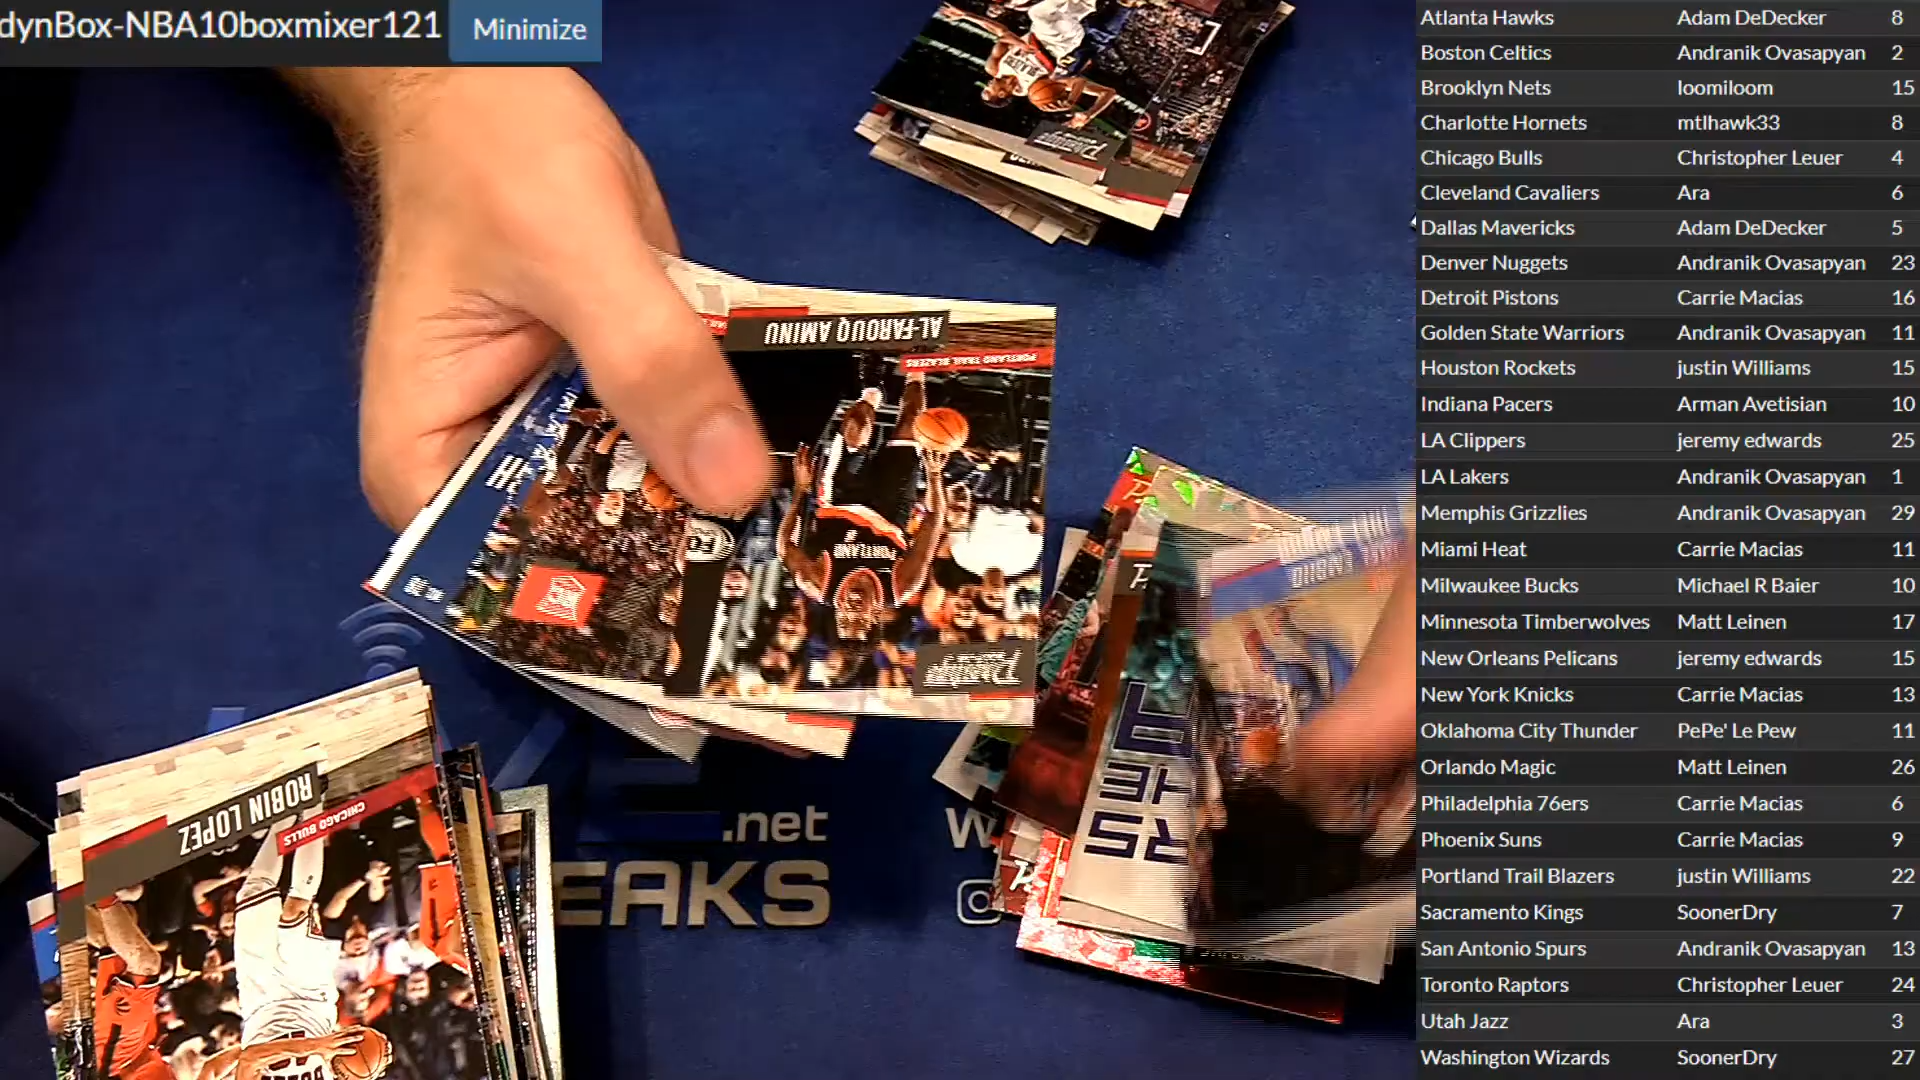 dynBox-NBA10boxmixer121
Minimize
Atlanta Hawks Adam DeDecker 8
Boston Celtics Andranik Ovasapyan 2
Brooklyn Nets loomiloom 15
Charlotte Hornets mtlhawk33 8
Chicago Bulls Christopher Leuer 4
Cleveland Cavaliers Ara 6
Dallas Mavericks Adam DeDecker 5
Denver Nuggets Andranik Ovasapyan 23
Detroit Pistons Carrie Macias 16
Golden State Warriors Andranik Ovasapyan 11
Houston Rockets justin Williams 15
Indiana Pacers Arman Avetisian 10
LA Clippers jeremy edwards 25
LA Lakers Andranik Ovasapyan 1
Memphis Grizzlies Andranik Ovasapyan 29
Miami Heat Carrie Macias 11
Milwaukee Bucks Michael R Baier 10
Minnesota Timberwolves Matt Leinen 17
New Orleans Pelicans jeremy edwards 15
New York Knicks Carrie Macias 13
Oklahoma City Thunder PePe' Le Pew 11
Orlando Magic Matt Leinen 26
Philadelphia 76ers Carrie Macias 6
Phoenix Suns Carrie Macias 9
Portland Trail Blazers justin Williams 22
Sacramento Kings SoonerDry 7
San Antonio Spurs Andranik Ovasapyan 13
Toronto Raptors Christopher Leuer 24
Utah Jazz Ara 3
Washington Wizards SoonerDry 27
AL-FAROUQ AMINU
PORTLAND TRAIL BLAZERS
PORTLAND
Prestige
ROBIN LOPEZ
CHICAGO BULLS
.net
EAKS
W